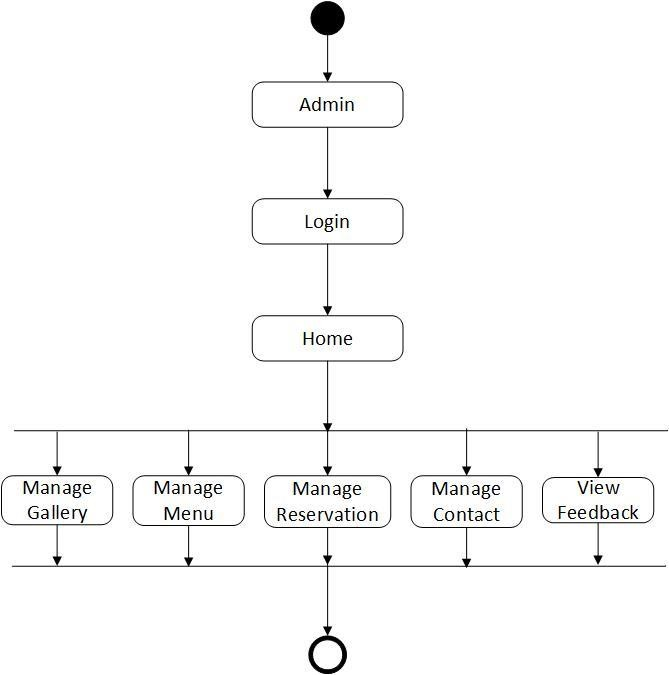 Admin
Login
Home
Manage
Gallery
Manage
Menu
Manage
Reservation
Manage
Contact
View
Feedback